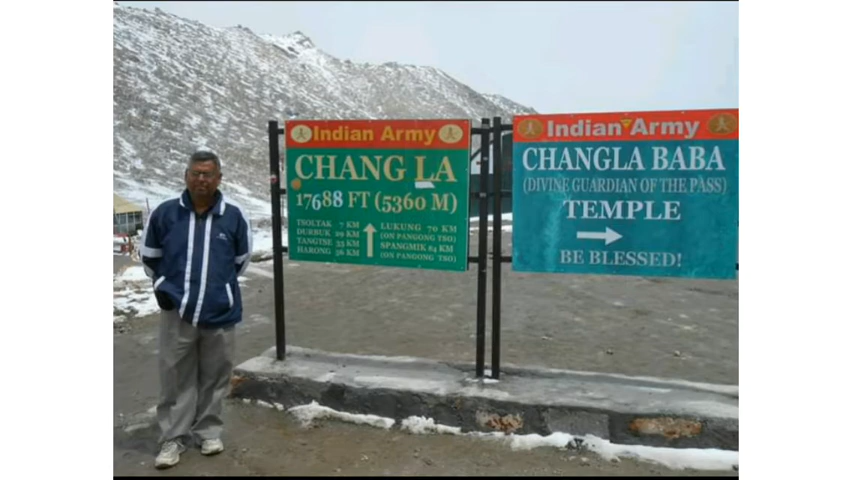 Indian Army
CHANG LA
17688 FT (5360 M)
TSOLTAK 7 KM
DURBUK 29 KM
TANGTSE 35 KM
HARONG 56 KM
LUKUNG 70 KM
(ON PANGONG TSO)
SPANGMIK 84 KM
(ON PANGONG TSO)
Indian Army
CHANGLA BABA
(DIVINE GUARDIAN OF THE PASS)
TEMPLE
BE BLESSED!